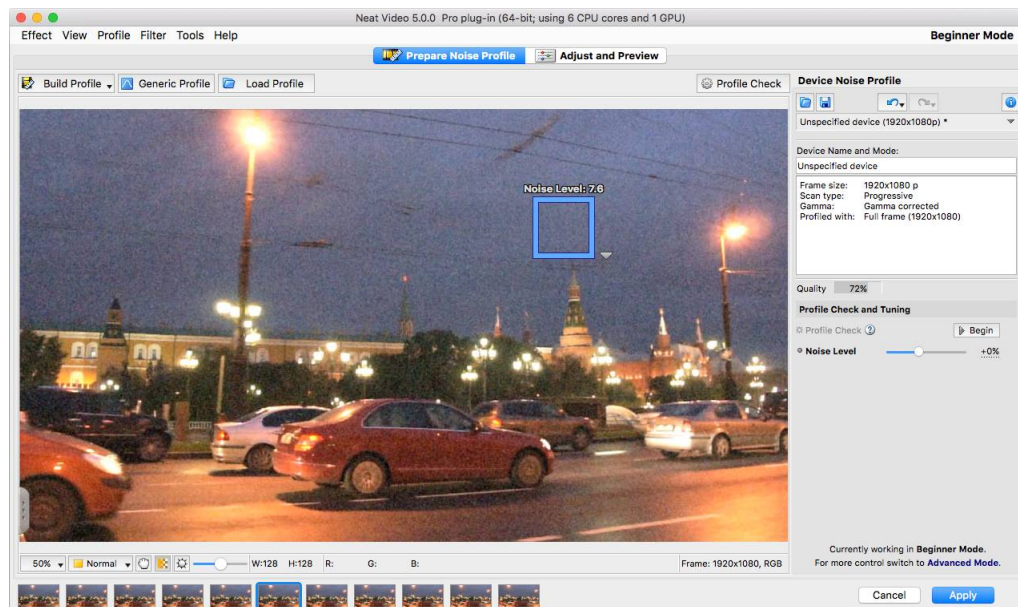 Neat Video 5.0.0 Pro plug-in (64-bit; using 6 CPU cores and 1 GPU)
Effect View Profile Filter Tools Help
Beginner Mode
Prepare Noise Profile
Adjust and Preview
Build Profile
Generic Profile
Load Profile
Profile Check
Device Noise Profile
Unspecified device (1920x1080p) *
Device Name and Mode:
Unspecified device
Frame size: 1920x1080 p
Scan type: Progressive
Gamma: Gamma corrected
Profiled with: Full frame (1920x1080)
Noise Level: 7.6
Quality 72%
Profile Check and Tuning
Profile Check ? Begin
Noise Level +0%
Currently working in Beginner Mode.
For more control switch to Advanced Mode.
50% Normal W:128 H:128 R: G: B: Frame: 1920x1080, RGB
Cancel Apply